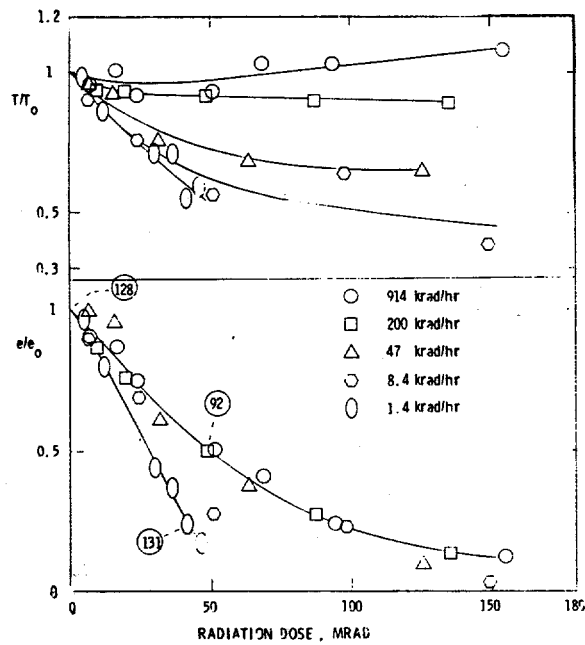 1.2
1
T/T₀
0.5
0.3
128
1
e/e₀
914 krad/hr
200 krad/hr
47 krad/hr
8.4 krad/hr
1.4 krad/hr
92
0.5
131
0
0
50
100
150
180
RADIATION DOSE, MRAD